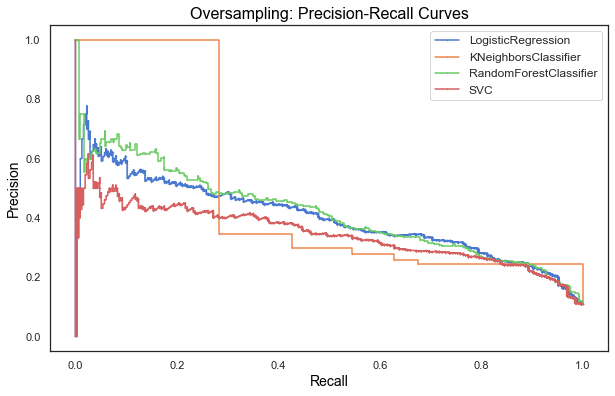 Oversampling: Precision-Recall Curves
LogisticRegression
KNeighborsClassifier
RandomForestClassifier
SVC
Precision
1.0
0.8
0.6
0.4
0.2
0.0
0.0 0.2 0.4 0.6 0.8 1.0
Recall